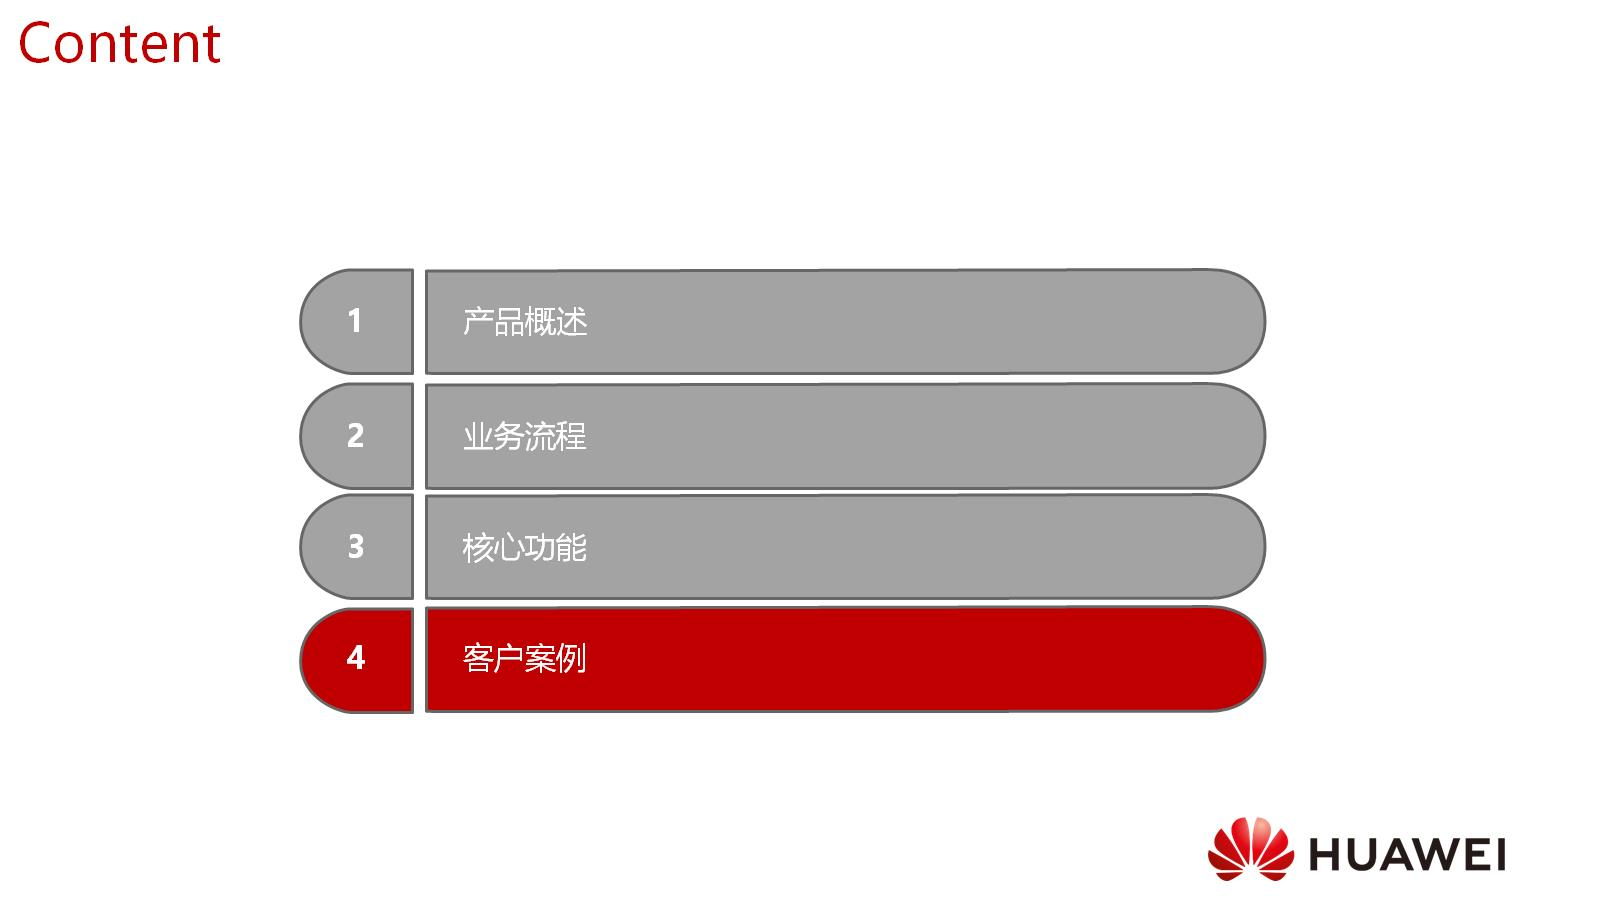 Content
1 产品概述
2 业务流程
3 核心功能
4 客户案例
HUAWEI